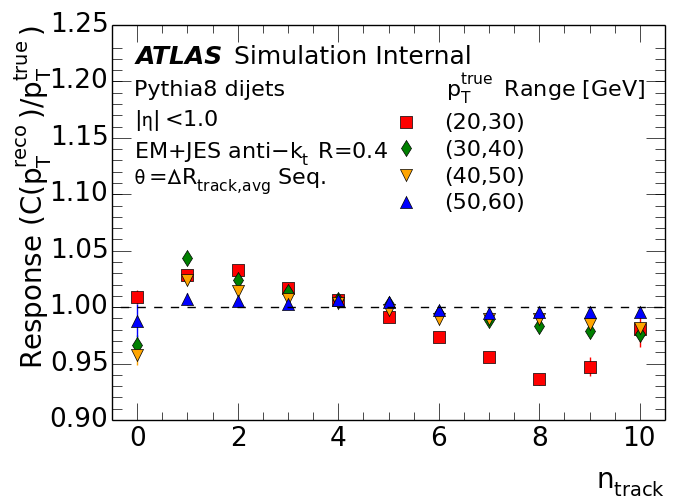 ATLAS Simulation Internal
Pythia8 dijets
|η| <1.0
EM+JES anti−k_t R=0.4
θ=ΔR_track,avg Seq.
p_T^true Range [GeV]
(20,30)
(30,40)
(40,50)
(50,60)
Response (C(p_T^reco)/p_T^true)
1.25
1.20
1.15
1.10
1.05
1.00
0.95
0.90
0 2 4 6 8 10
n_track